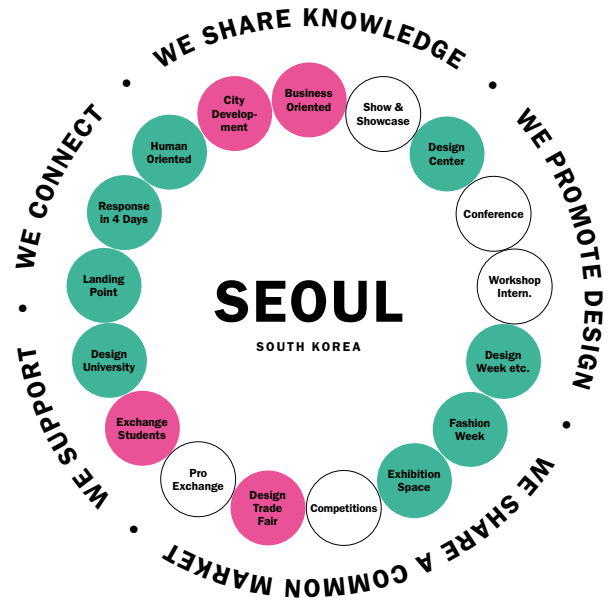 WE SHARE KNOWLEDGE
WE PROMOTE DESIGN
WE SHARE A COMMON MARKET
WE SUPPORT
WE CONNECT
Business
Oriented
Show &
Showcase
Design
Center
Conference
Workshop
Intern.
Design
Week etc.
Fashion
Week
Exhibition
Space
Competitions
Design
Trade
Fair
Pro
Exchange
Exchange
Students
Design
University
Landing
Point
Response
in 4 Days
Human
Oriented
City
Develop-
ment
SEOUL
SOUTH KOREA